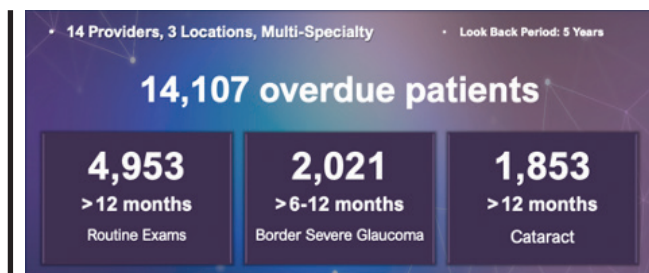 • 14 Providers, 3 Locations, Multi-Specialty
• Look Back Period: 5 Years
14,107 overdue patients
4,953
>12 months
Routine Exams
2,021
>6-12 months
Border Severe Glaucoma
1,853
>12 months
Cataract